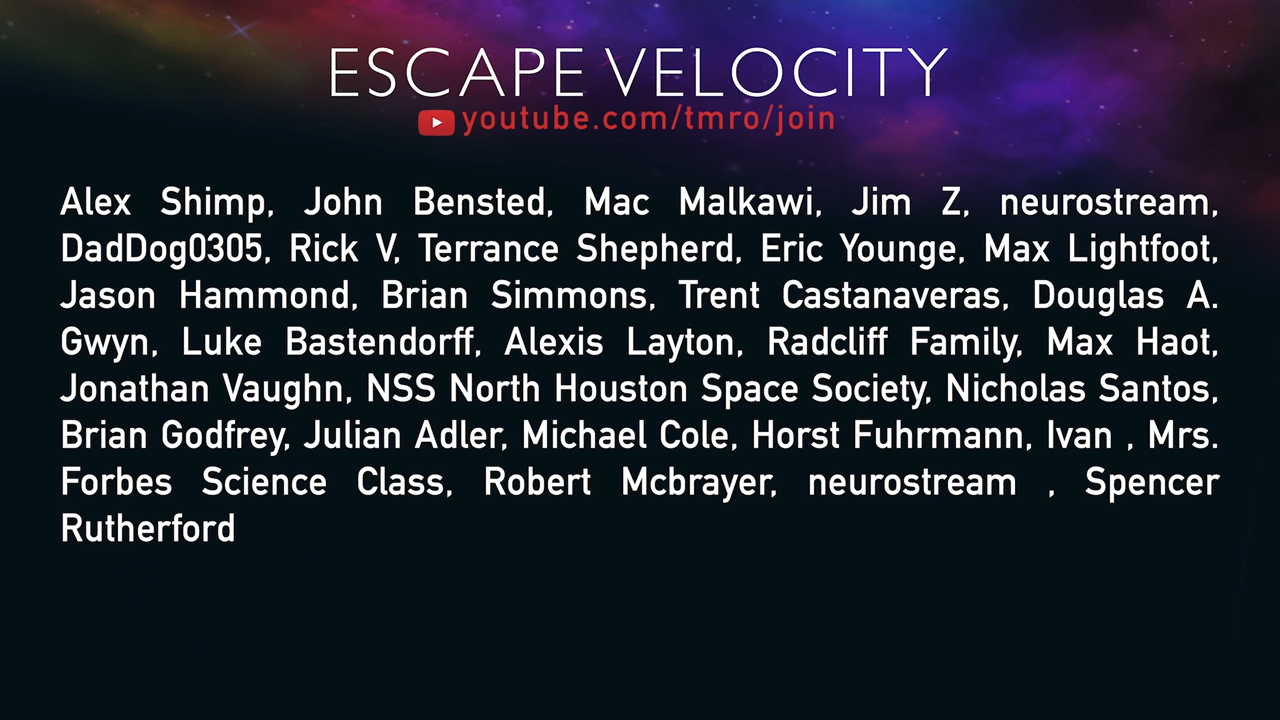 ESCAPE VELOCITY
youtube.com/tmro/join
Alex Shimp, John Bensted, Mac Malkawi, Jim Z, neurostream,
DadDog0305, Rick V, Terrance Shepherd, Eric Younge, Max Lightfoot,
Jason Hammond, Brian Simmons, Trent Castanaveras, Douglas A.
Gwyn, Luke Bastendorff, Alexis Layton, Radcliff Family, Max Haot,
Jonathan Vaughn, NSS North Houston Space Society, Nicholas Santos,
Brian Godfrey, Julian Adler, Michael Cole, Horst Fuhrmann, Ivan , Mrs.
Forbes Science Class, Robert Mcbrayer, neurostream , Spencer
Rutherford